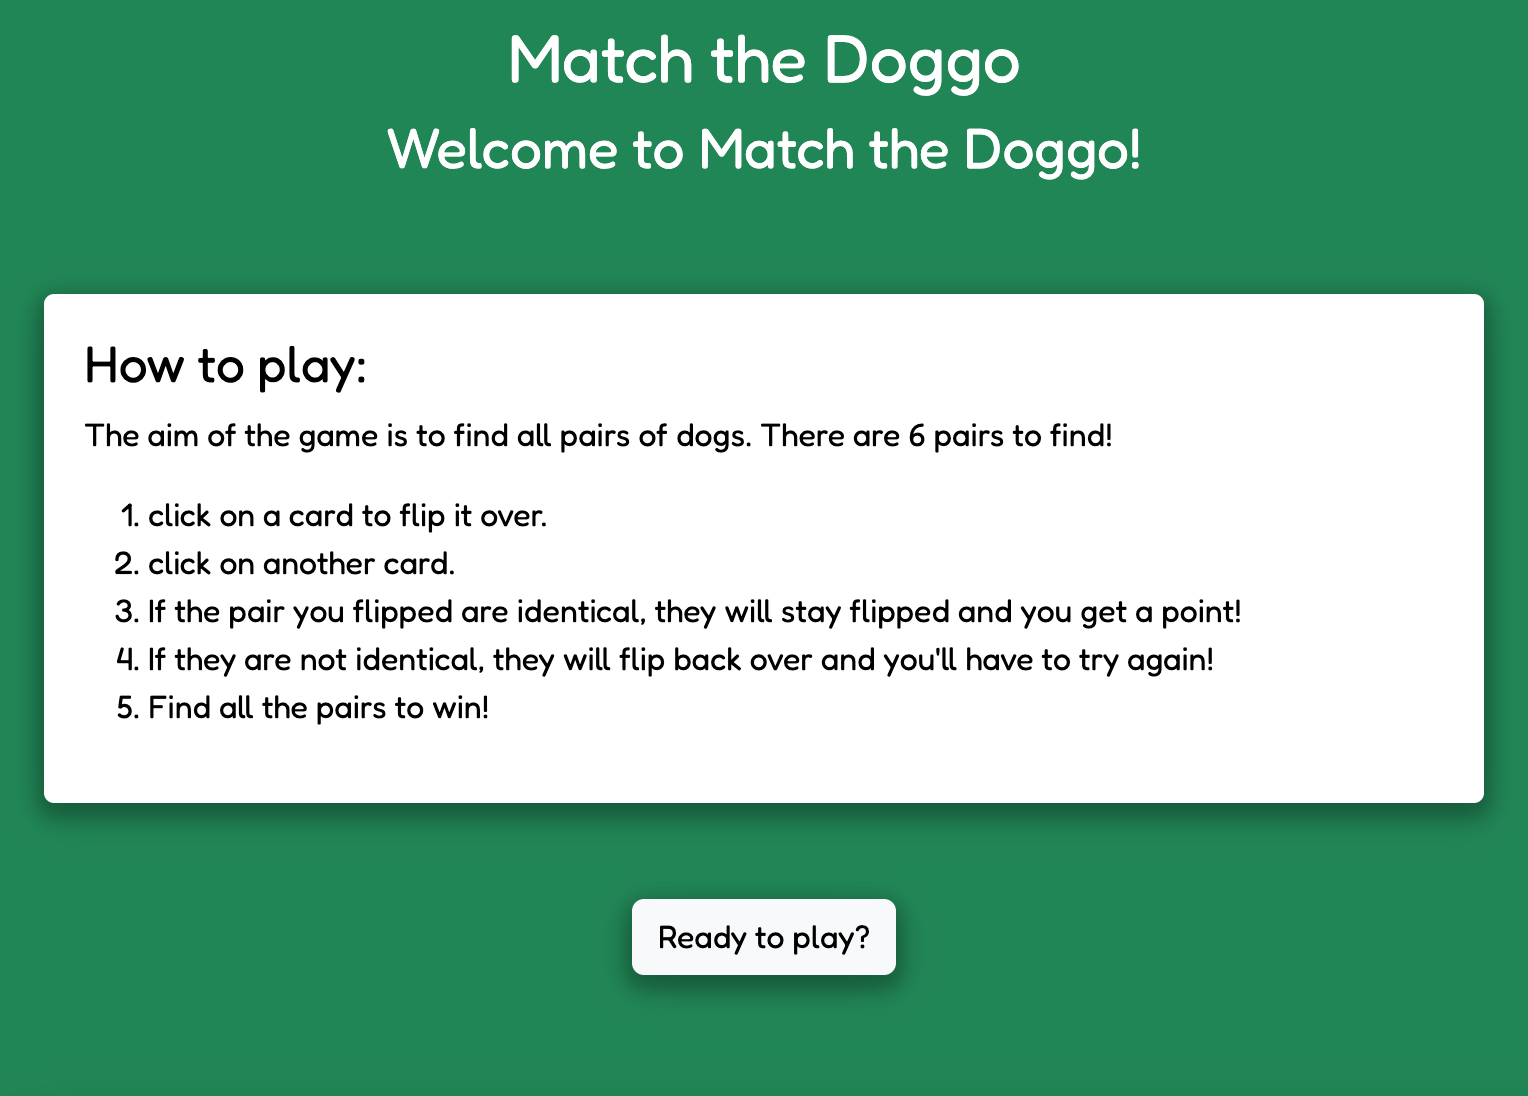 Match the Doggo
Welcome to Match the Doggo!
How to play:
The aim of the game is to find all pairs of dogs. There are 6 pairs to find!
1. click on a card to flip it over.
2. click on another card.
3. If the pair you flipped are identical, they will stay flipped and you get a point!
4. If they are not identical, they will flip back over and you'll have to try again!
5. Find all the pairs to win!
Ready to play?